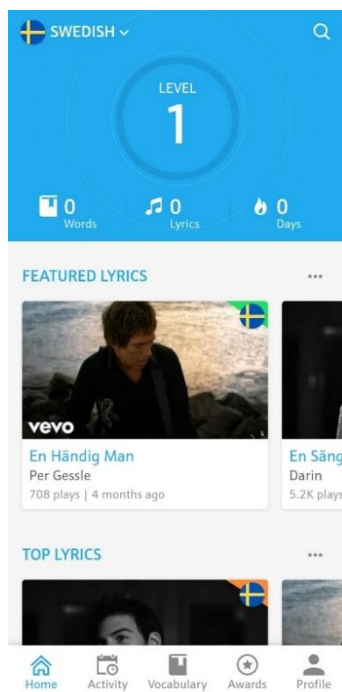 SWEDISH
LEVEL
1
0 0 0
Words Lyrics Days
FEATURED LYRICS
vevo
En Händig Man
Per Gessle
708 plays | 4 months ago
En Sång
Darin
5.2K plays
TOP LYRICS
Home Activity Vocabulary Awards Profile